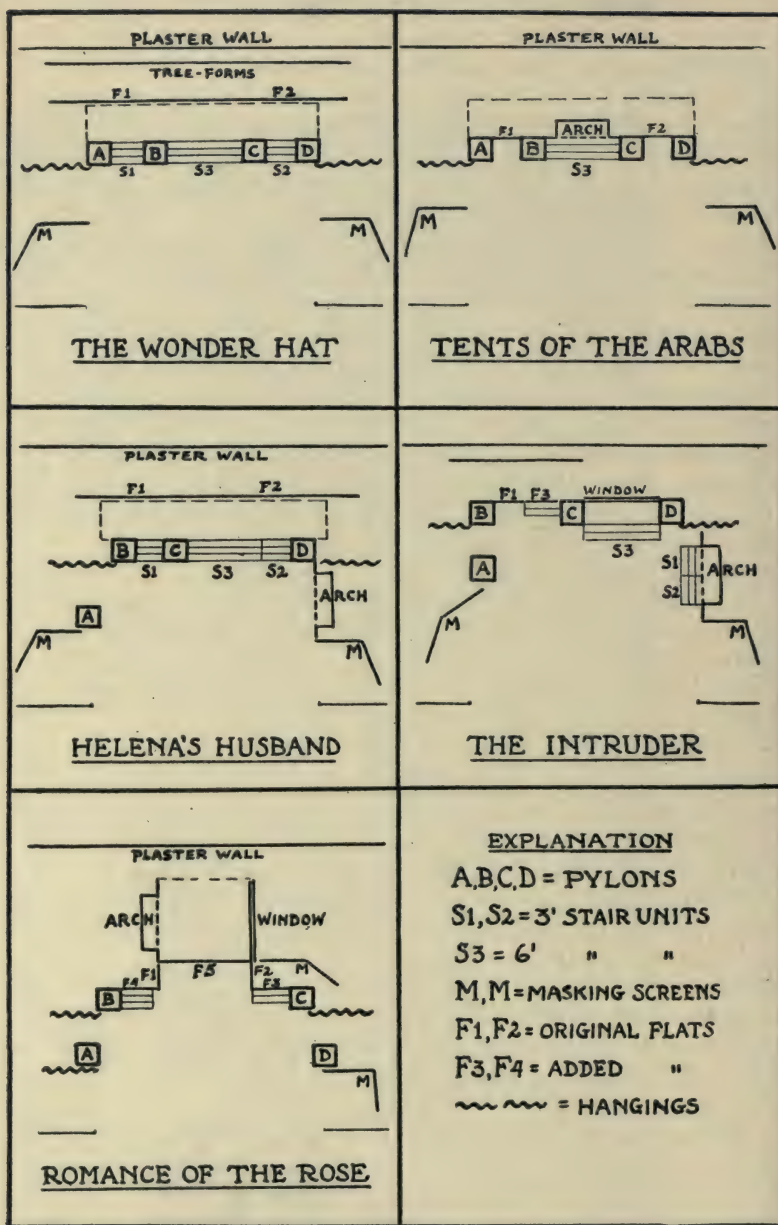 PLASTER WALL
TREE-FORMS
F1 F2
A B C D
S1 S3 S2
M M
THE WONDER HAT
PLASTER WALL
F1 ARCH F2
A B C D
S3
M M
TENTS OF THE ARABS
PLASTER WALL
F1 F2
B C D
S1 S3 S2
ARCH
A
M M
HELENA'S HUSBAND
WINDOW
F1 F3
B C D
S3
S1 ARCH
A
S2
M M
THE INTRUDER
PLASTER WALL
ARCH WINDOW
F1 F5 F2 M
F4 F3
B C
A D
M
ROMANCE OF THE ROSE
EXPLANATION
A,B,C,D = PYLONS
S1, S2 = 3' STAIR UNITS
S3 = 6' " "
M, M = MASKING SCREENS
F1, F2 = ORIGINAL FLATS
F3, F4 = ADDED "
= HANGINGS